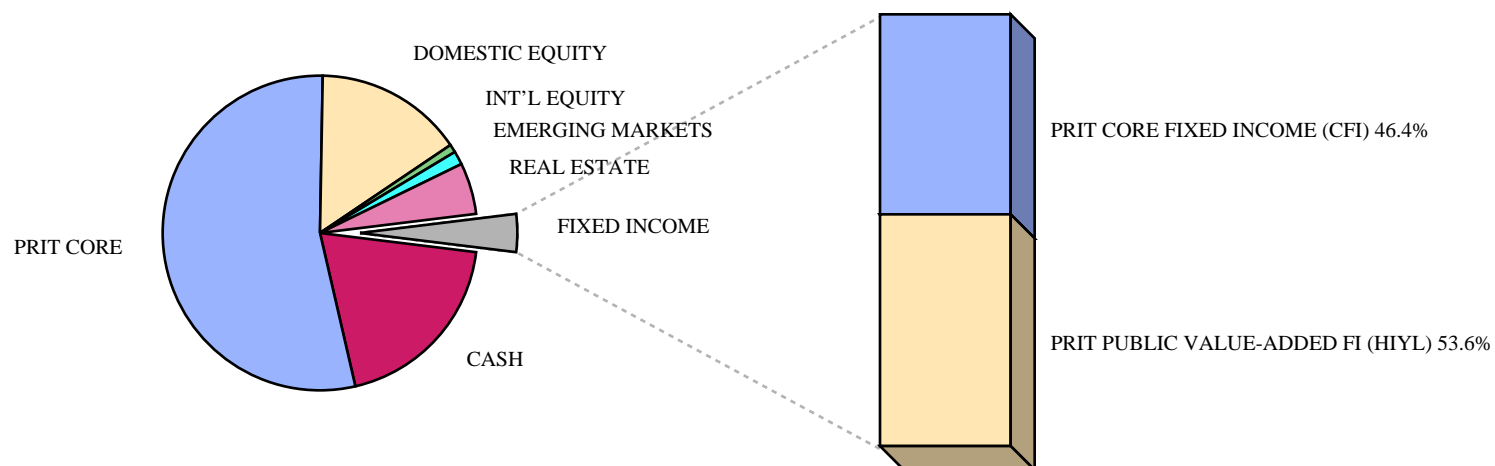 DOMESTIC EQUITY
INT'L EQUITY
EMERGING MARKETS
REAL ESTATE
FIXED INCOME
PRIT CORE
CASH
PRIT CORE FIXED INCOME (CFI) 46.4%
PRIT PUBLIC VALUE-ADDED FI (HIYL) 53.6%